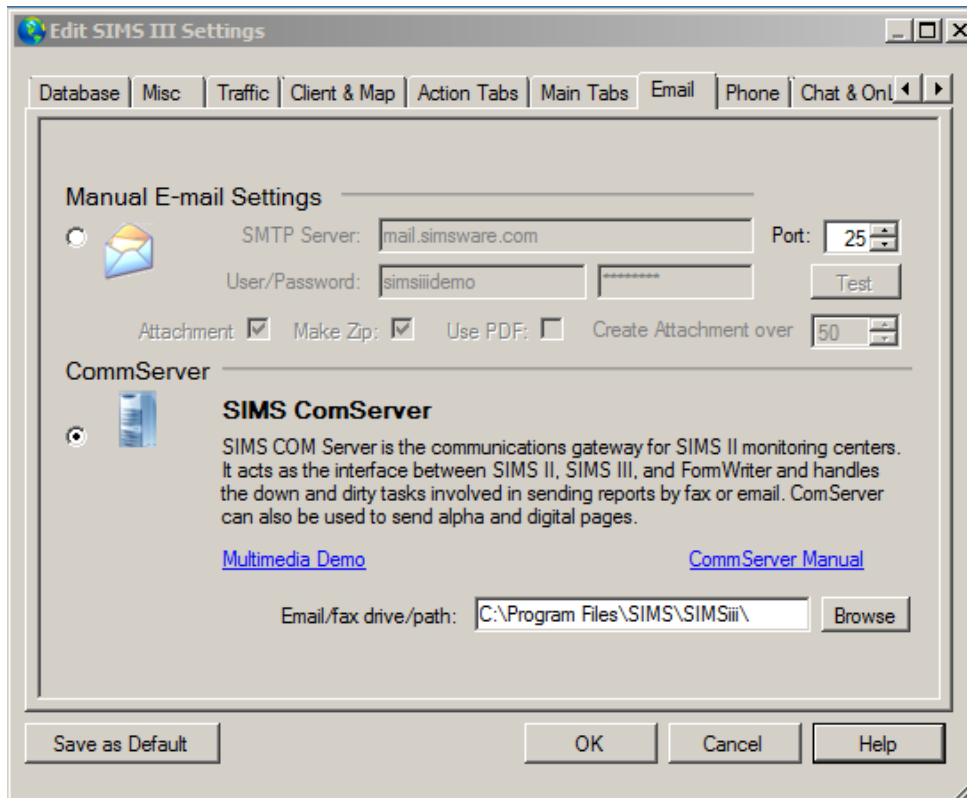 Edit SIMS III Settings
Database Misc Traffic Client & Map Action Tabs Main Tabs Email Phone Chat & OnL
Manual E-mail Settings
SMTP Server: mail.simsware.com Port: 25
User/Password: simsiiidemo ******** Test
Attachment Make Zip: Use PDF: Create Attachment over 50
CommServer
SIMS ComServer
SIMS COM Server is the communications gateway for SIMS II monitoring centers.
It acts as the interface between SIMS II, SIMS III, and FormWriter and handles
the down and dirty tasks involved in sending reports by fax or email. ComServer
can also be used to send alpha and digital pages.
Multimedia Demo CommServer Manual
Email/fax drive/path: C:\Program Files\SIMS\SIMSiii\ Browse
Save as Default OK Cancel Help